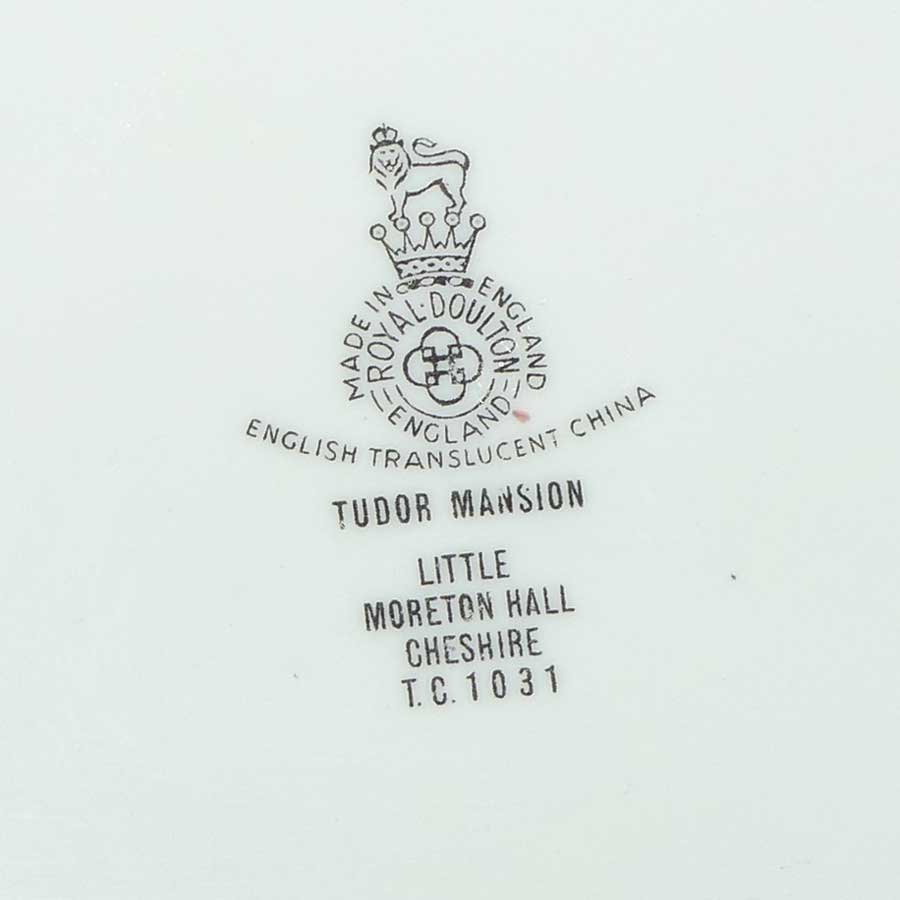 MADE IN ENGLAND
ROYAL·DOULTON
ENGLAND
ENGLISH TRANSLUCENT CHINA
TUDOR MANSION
LITTLE
MORETON HALL
CHESHIRE
T.C.1031